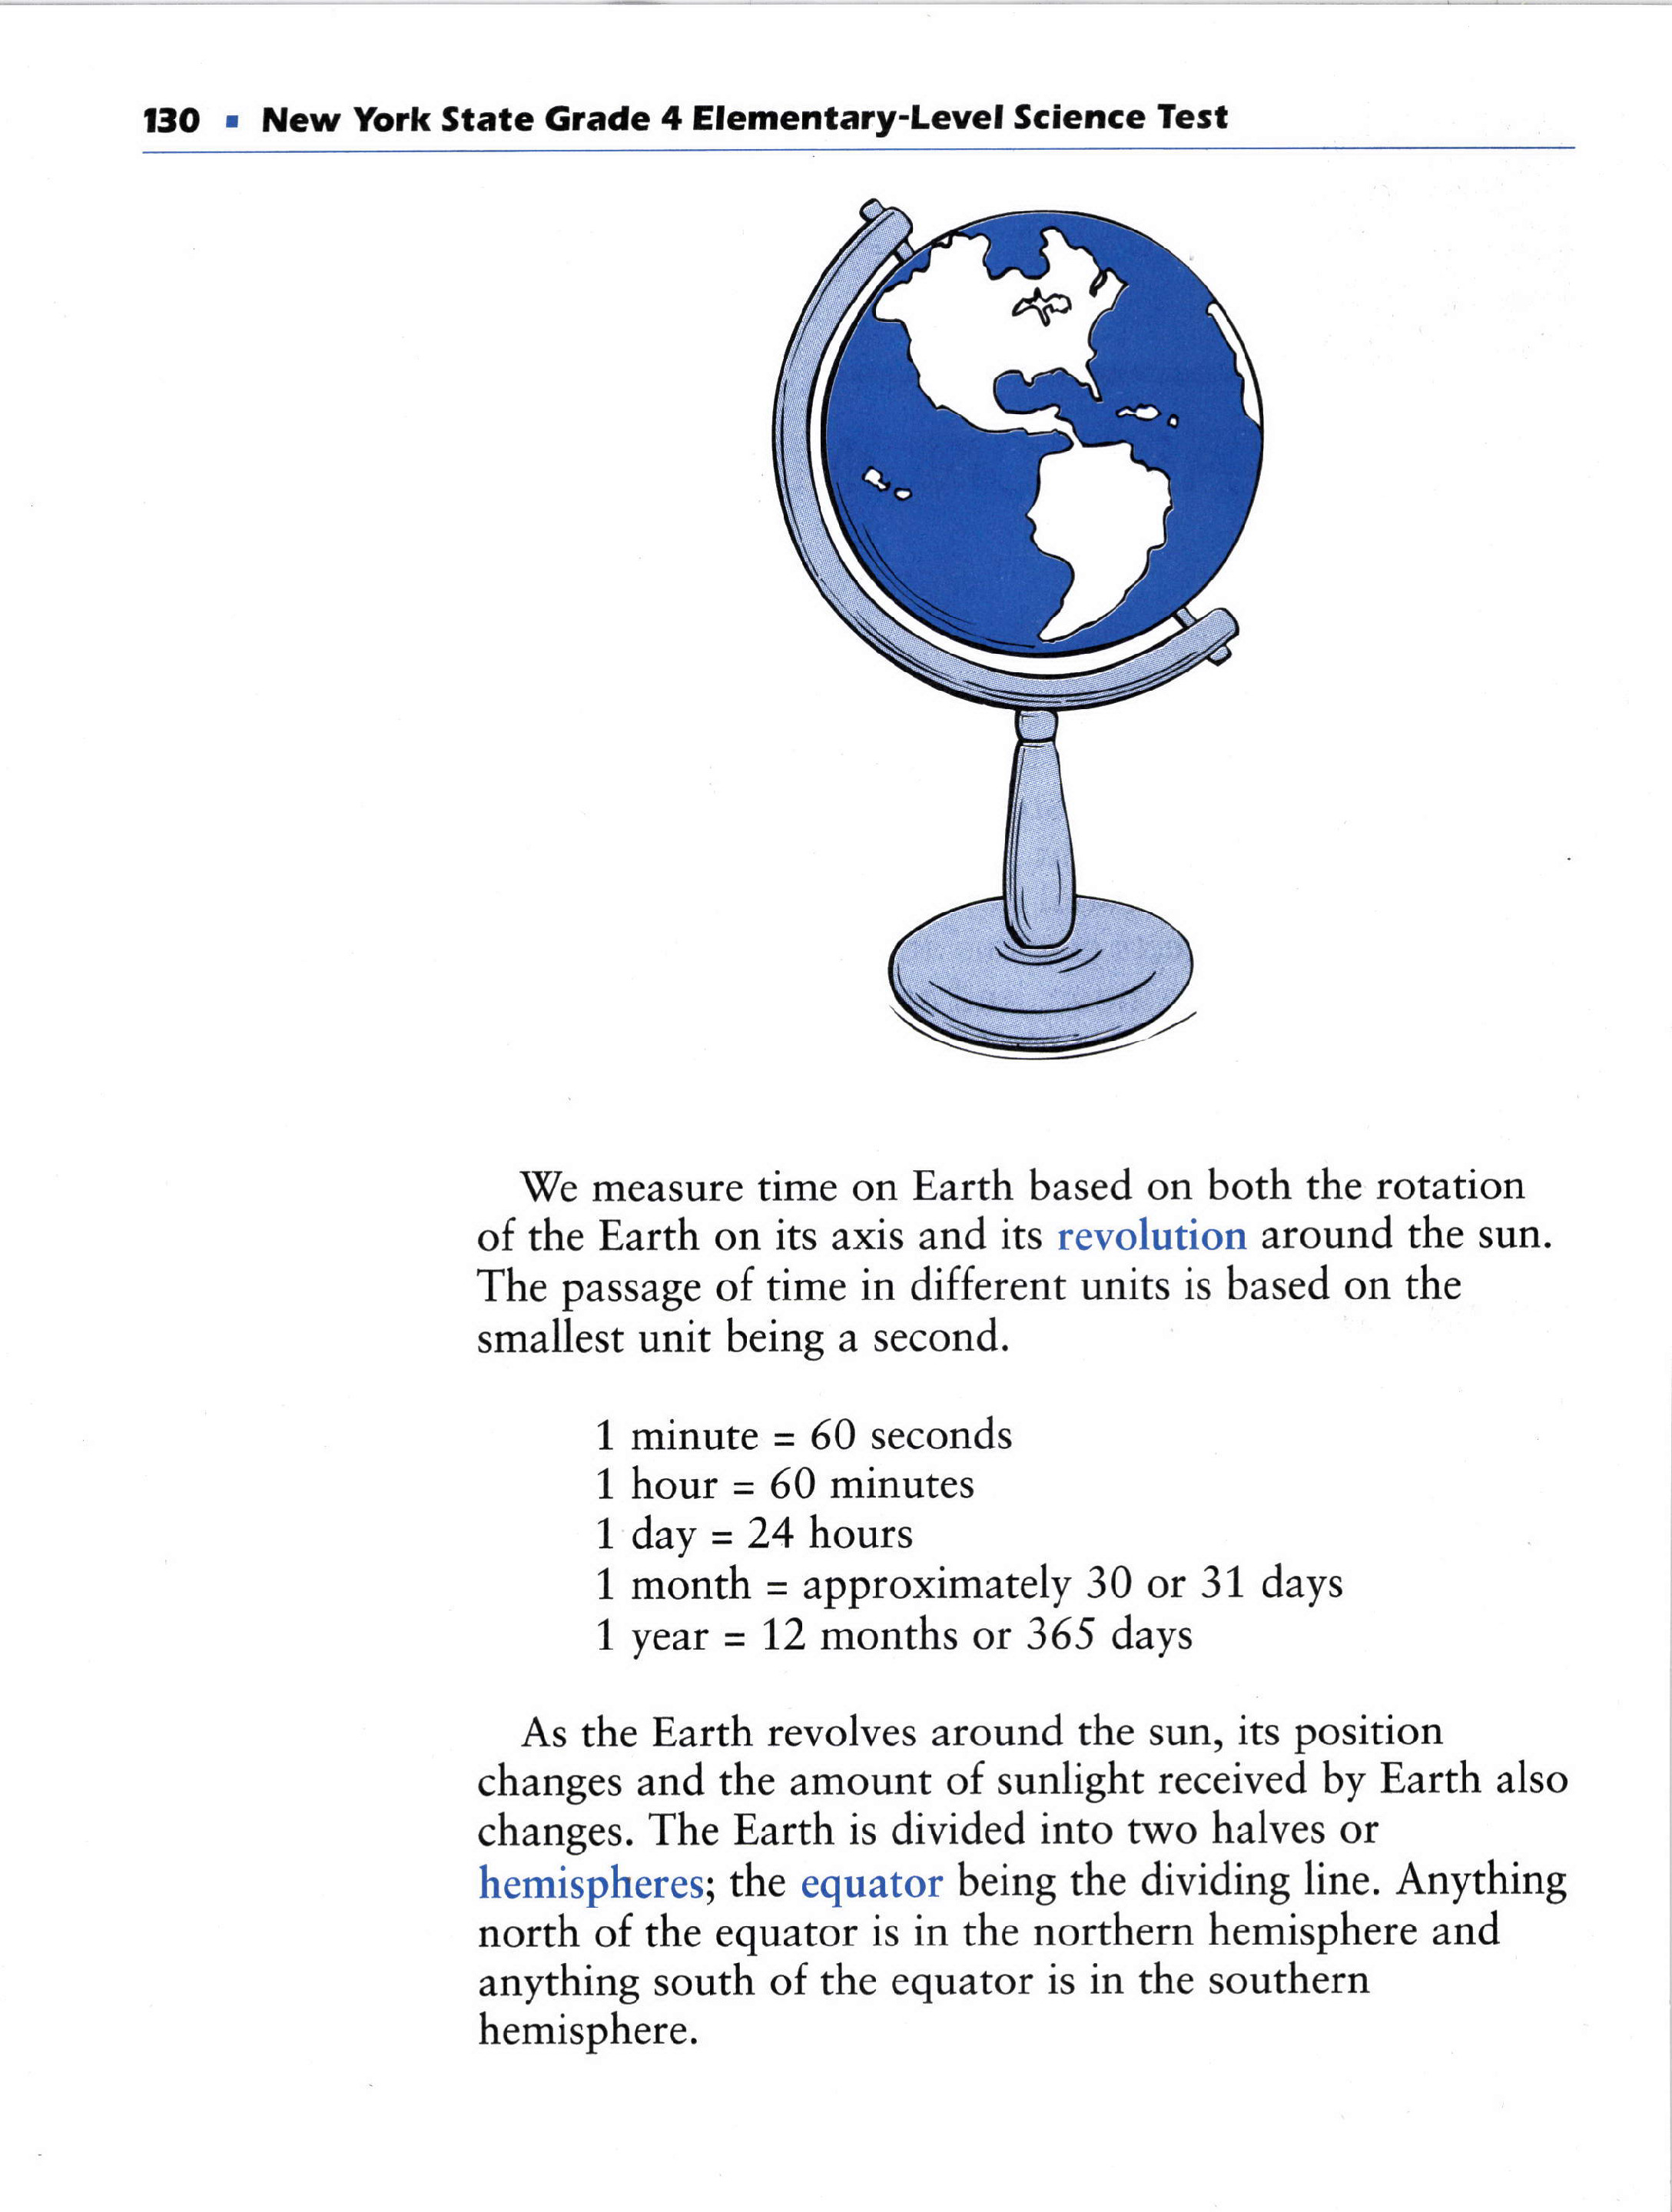 130 ▪ New York State Grade 4 Elementary-Level Science Test
We measure time on Earth based on both the rotation
of the Earth on its axis and its revolution around the sun.
The passage of time in different units is based on the
smallest unit being a second.
1 minute = 60 seconds
1 hour = 60 minutes
1 day = 24 hours
1 month = approximately 30 or 31 days
1 year = 12 months or 365 days
As the Earth revolves around the sun, its position
changes and the amount of sunlight received by Earth also
changes. The Earth is divided into two halves or
hemispheres; the equator being the dividing line. Anything
north of the equator is in the northern hemisphere and
anything south of the equator is in the southern
hemisphere.